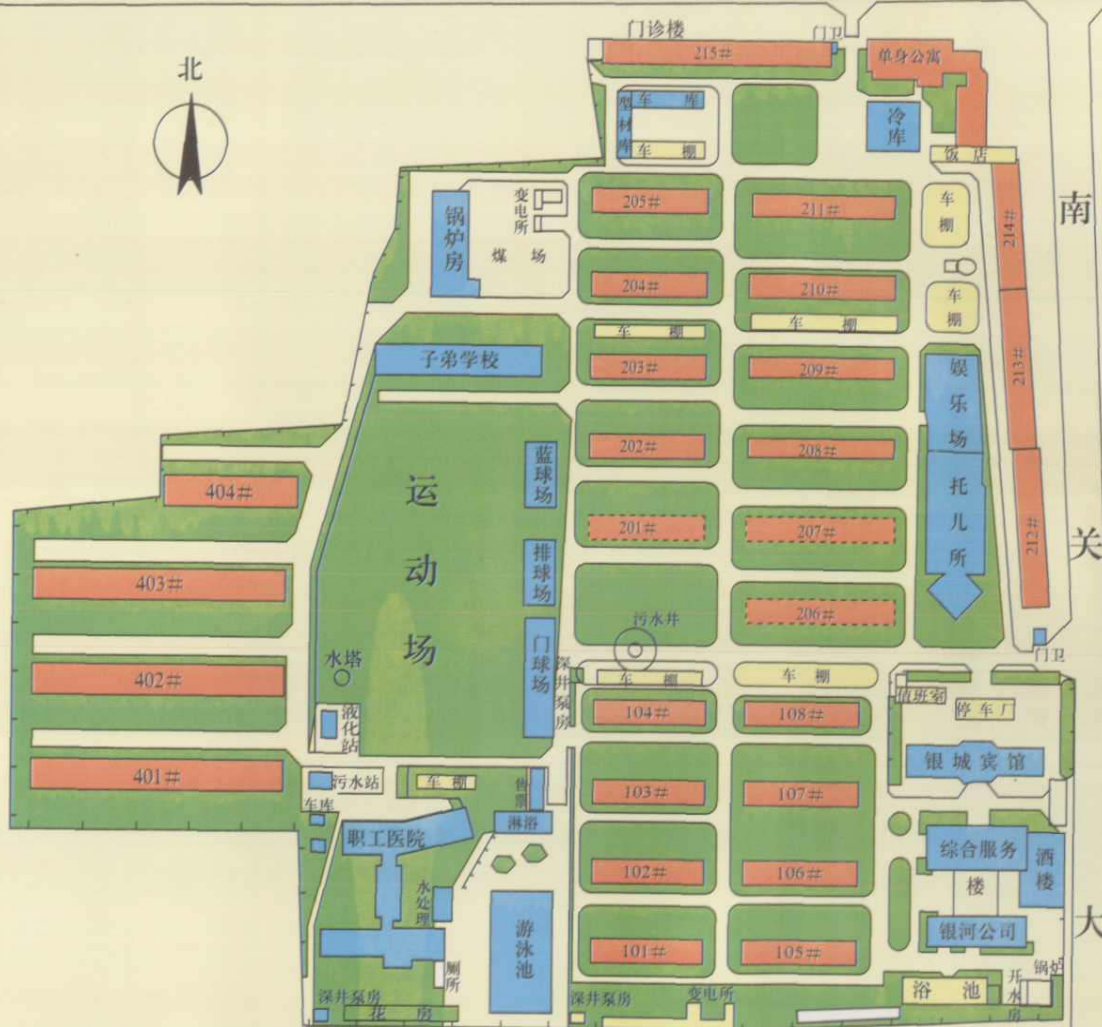 北
门诊楼
门卫
215#
单身公寓
车 库
型材库
车 棚
冷库
饭 店
变电所
锅炉房
煤 场
205#
211#
车棚
214#
南
204#
210#
车 棚
车 棚
车棚
子弟学校
203#
209#
213#
娱乐场
托儿所
202#
208#
蓝球场
运动场
404#
201#
207#
212#
关
排球场
403#
206#
污水井
门球场
深井泵房
门卫
水塔
402#
车 棚
车 棚
值班室
停车厂
104#
108#
液化站
银城宾馆
401#
污水站
车 棚
售票
103#
107#
车库
淋浴
职工医院
综合服务
楼
酒楼
102#
106#
水处理
游泳池
银河公司
大
101#
105#
厕所
锅炉
开水房
浴 池
深井泵房
花 房
深井泵房
变电所